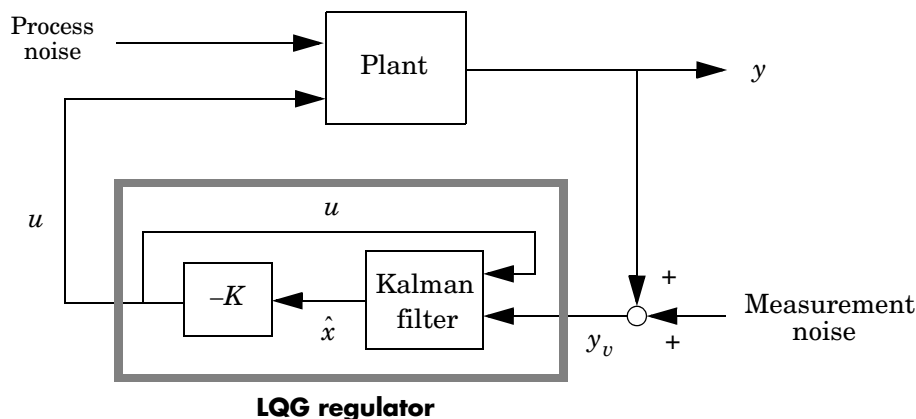 Process
noise
Plant
y
u
u
–K
Kalman
filter
x̂
y_v
+
+
Measurement
noise
LQG regulator